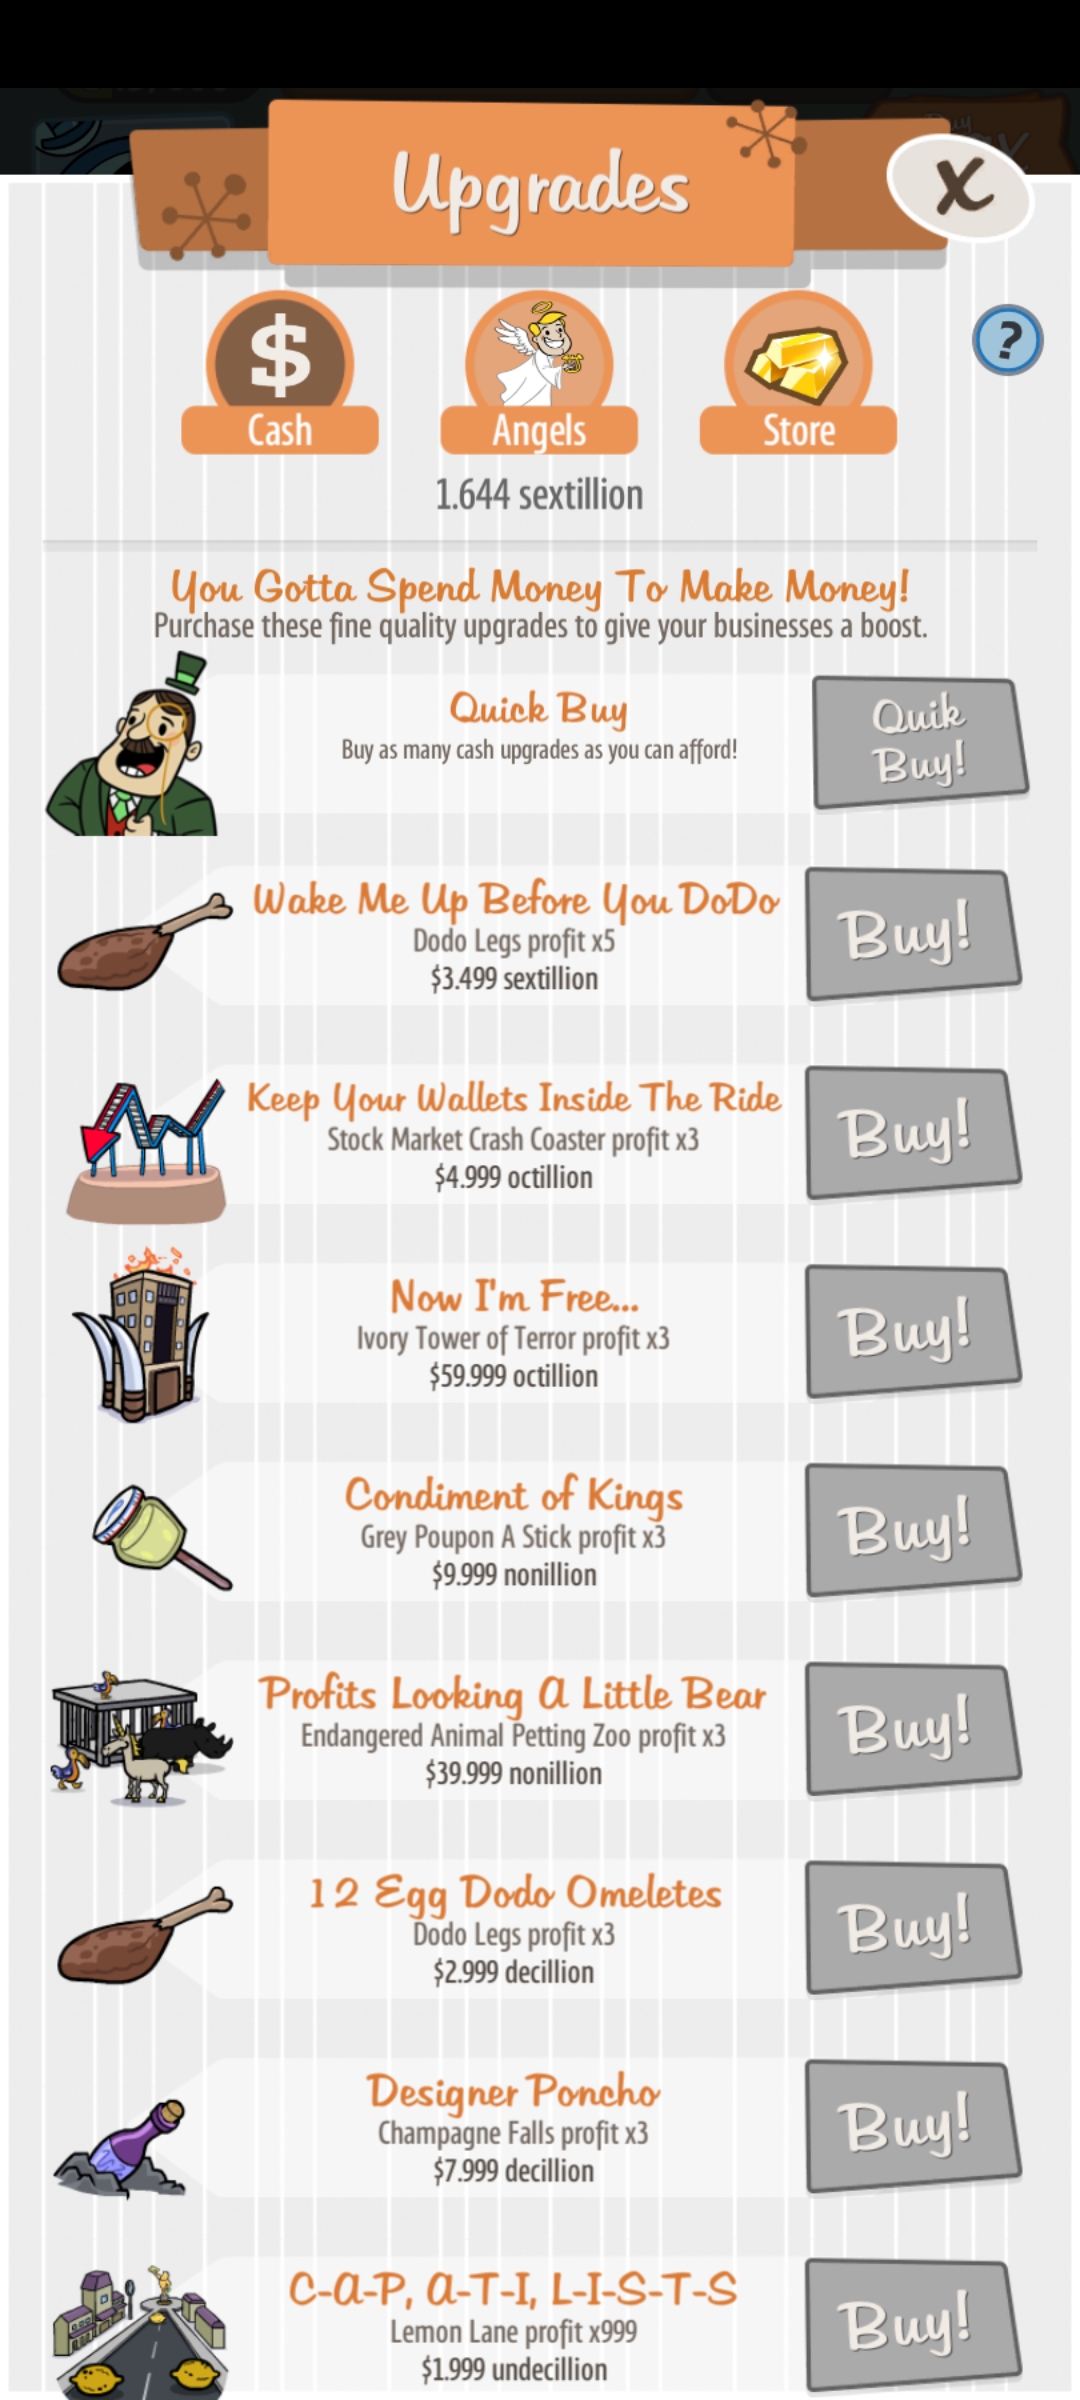 Upgrades
X
?
$
Cash
Angels
Store
1.644 sextillion
You Gotta Spend Money To Make Money!
Purchase these fine quality upgrades to give your businesses a boost.
Quick Buy
Buy as many cash upgrades as you can afford!
Quik
Buy!
Wake Me Up Before You DoDo
Dodo Legs profit x5
$3.499 sextillion
Buy!
Keep Your Wallets Inside The Ride
Stock Market Crash Coaster profit x3
$4.999 octillion
Buy!
Now I'm Free...
Ivory Tower of Terror profit x3
$59.999 octillion
Buy!
Condiment of Kings
Grey Poupon A Stick profit x3
$9.999 nonillion
Buy!
Profits Looking A Little Bear
Endangered Animal Petting Zoo profit x3
$39.999 nonillion
Buy!
12 Egg Dodo Omeletes
Dodo Legs profit x3
$2.999 decillion
Buy!
Designer Poncho
Champagne Falls profit x3
$7.999 decillion
Buy!
C-A-P, A-T-I, L-I-S-T-S
Lemon Lane profit x999
$1.999 undecillion
Buy!